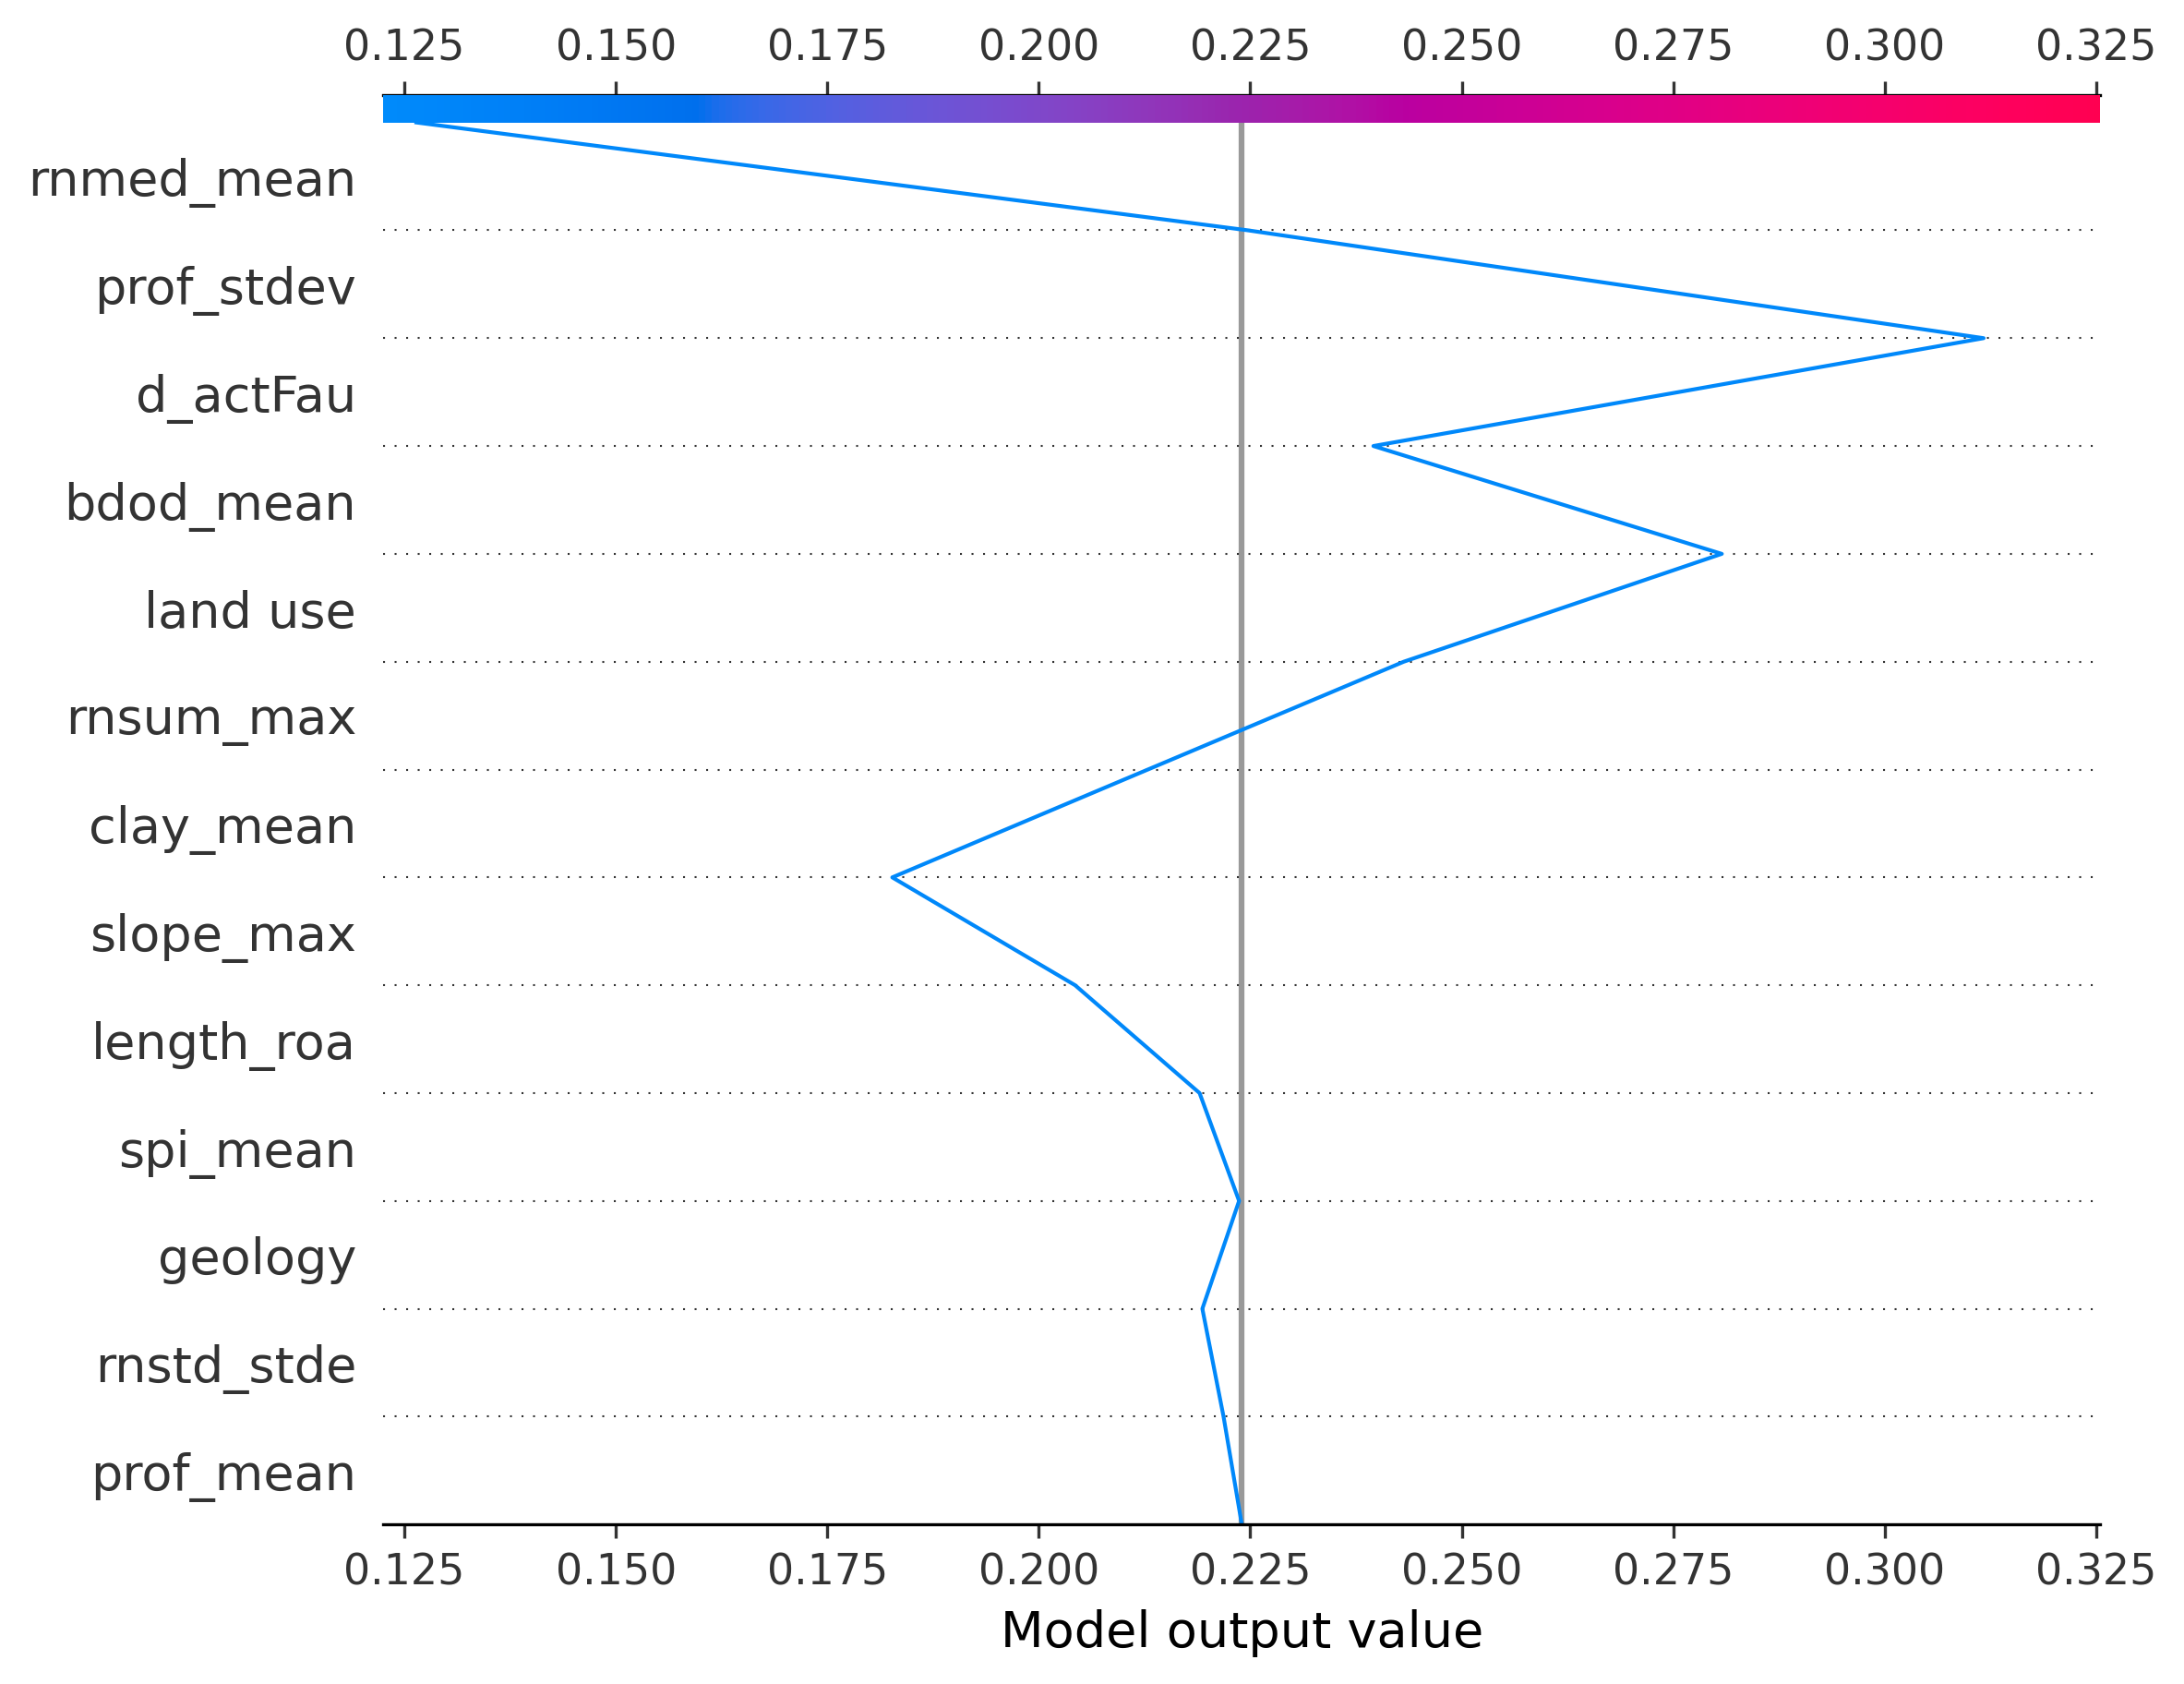 0.125 0.150 0.175 0.200 0.225 0.250 0.275 0.300 0.325
rnmed_mean
prof_stdev
d_actFau
bdod_mean
land use
rnsum_max
clay_mean
slope_max
length_roa
spi_mean
geology
rnstd_stde
prof_mean
0.125 0.150 0.175 0.200 0.225 0.250 0.275 0.300 0.325
Model output value